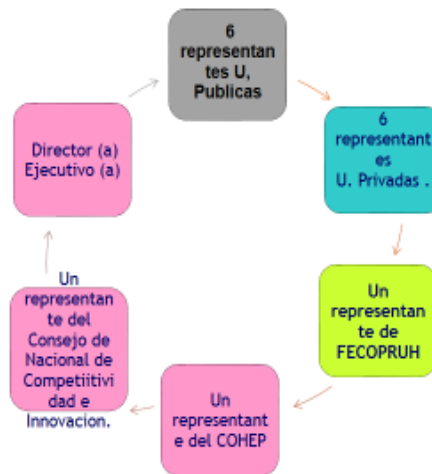 6
representan
tes U,
Publicas
6
representant
es
U. Privadas .
Un
representan
te de
FECOPRUH
Un
representant
e del COHEP
Un
representan
te del
Consejo de
Nacional de
Competiitivi
dad e
Innovacion.
Director (a)
Ejecutivo (a)